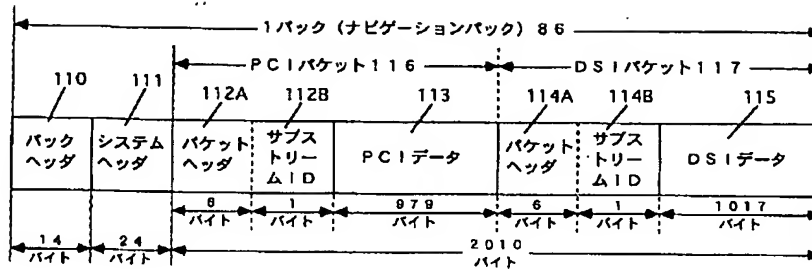 1パック(ナビゲーションパック)86
PCIパケット116
DSIパケット117
110
111
112A
112B
113
114A
114B
115
パック
ヘッダ
システム
ヘッダ
パケット
ヘッダ
サブス
トリー
ムID
PCIデータ
パケット
ヘッダ
サブス
トリー
ムID
DSIデータ
6
バイト
1
バイト
979
バイト
6
バイト
1
バイト
1017
バイト
14
バイト
24
バイト
2010
バイト